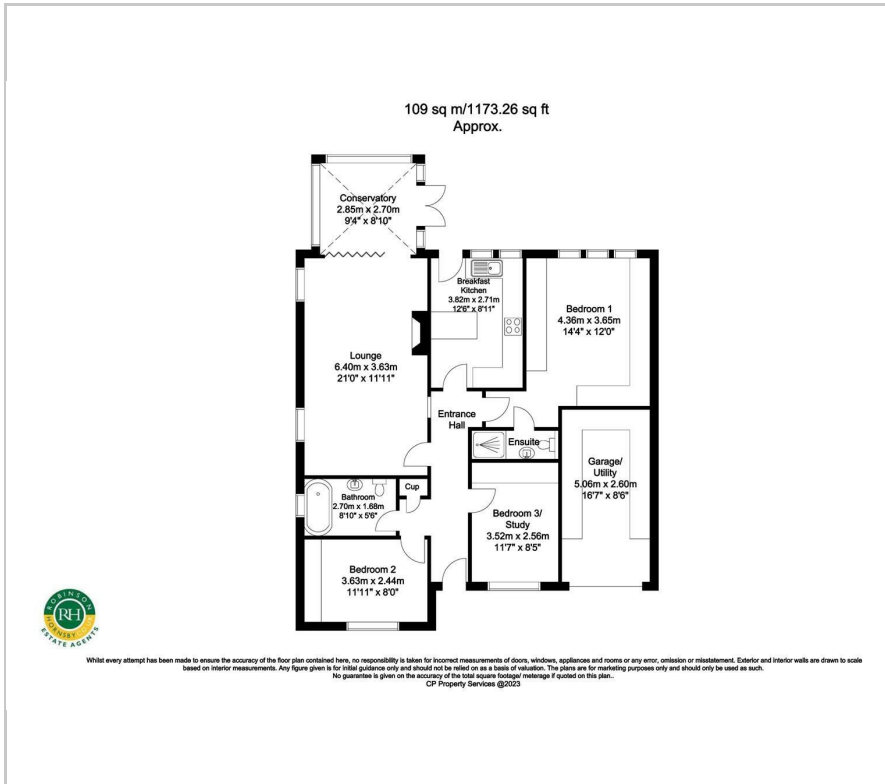 109 sq m/1173.26 sq ft
Approx.
Conservatory
2.85m x 2.70m
9'4" x 8'10"
Breakfast
Kitchen
3.82m x 2.71m
12'6" x 8'11"
Bedroom 1
4.36m x 3.65m
14'4" x 12'0"
Lounge
6.40m x 3.63m
21'0" x 11'11"
Entrance
Hall
Ensuite
Garage/
Utility
5.06m x 2.60m
16'7" x 8'6"
Cup
Bathroom
2.70m x 1.68m
8'10" x 5'6"
Bedroom 3/
Study
3.52m x 2.56m
11'7" x 8'5"
Bedroom 2
3.63m x 2.44m
11'11" x 8'0"
ROBINSON
HORNSBY
RH
ESTATE AGENTS
Whilst every attempt has been made to ensure the accuracy of the floor plan contained here, no responsibility is taken for incorrect measurements of doors, windows, appliances and rooms or any error, omission or misstatement. Exterior and interior walls are drawn to scale
based on interior measurements. Any figure given is for initial guidance only and should not be relied on as a basis of valuation. The plans are for marketing purposes only and should only be used as such.
No guarantee is given on the accuracy of the total square footage/ meterage if quoted on this plan..
CP Property Services @2023